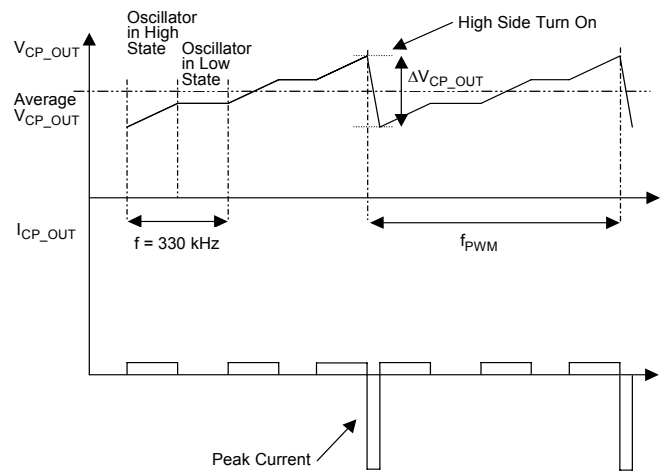 Oscillator
in High
State
Oscillator
in Low
State
High Side Turn On
V_CP_OUT
ΔV_CP_OUT
Average
V_CP_OUT
I_CP_OUT
f = 330 kHz
f_PWM
Peak Current